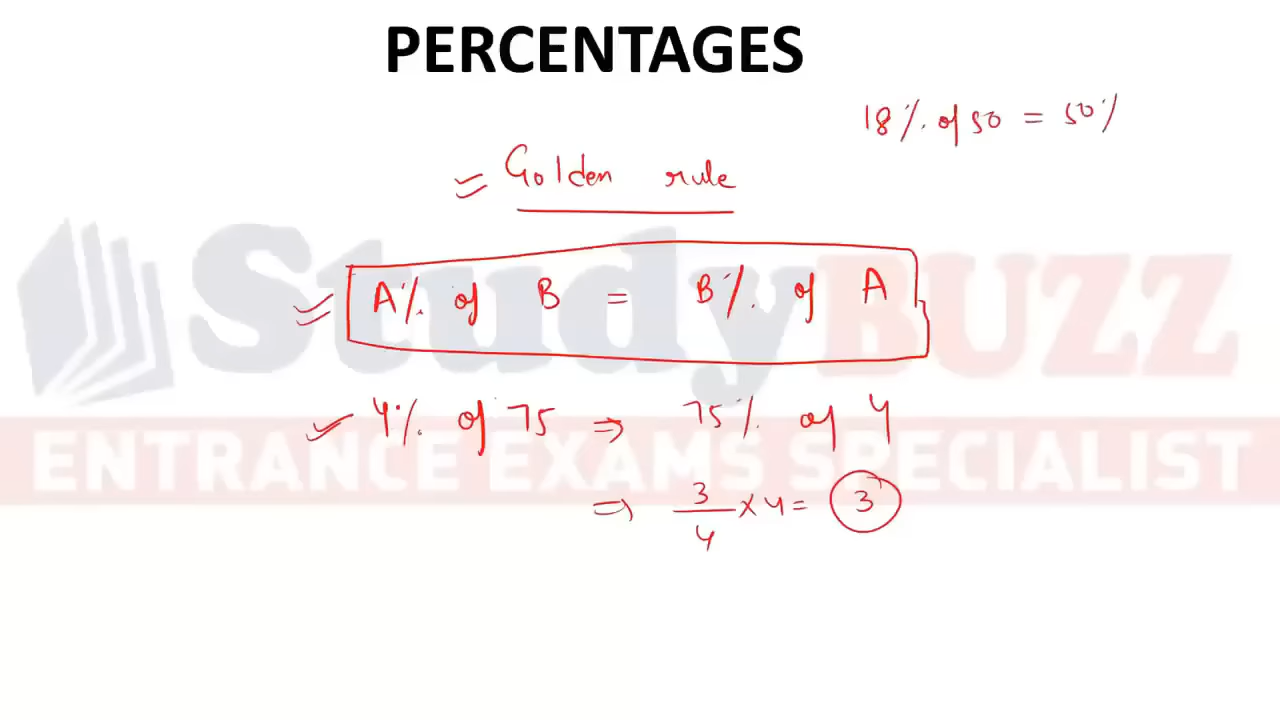 PERCENTAGES
18% of 50 = 50%
Golden rule
A% of B = B% of A
4% of 75 ⇒ 75% of 4
⇒ 3/4 × 4 = 3
StudyBUZZ
ENTRANCE EXAMS SPECIALIST